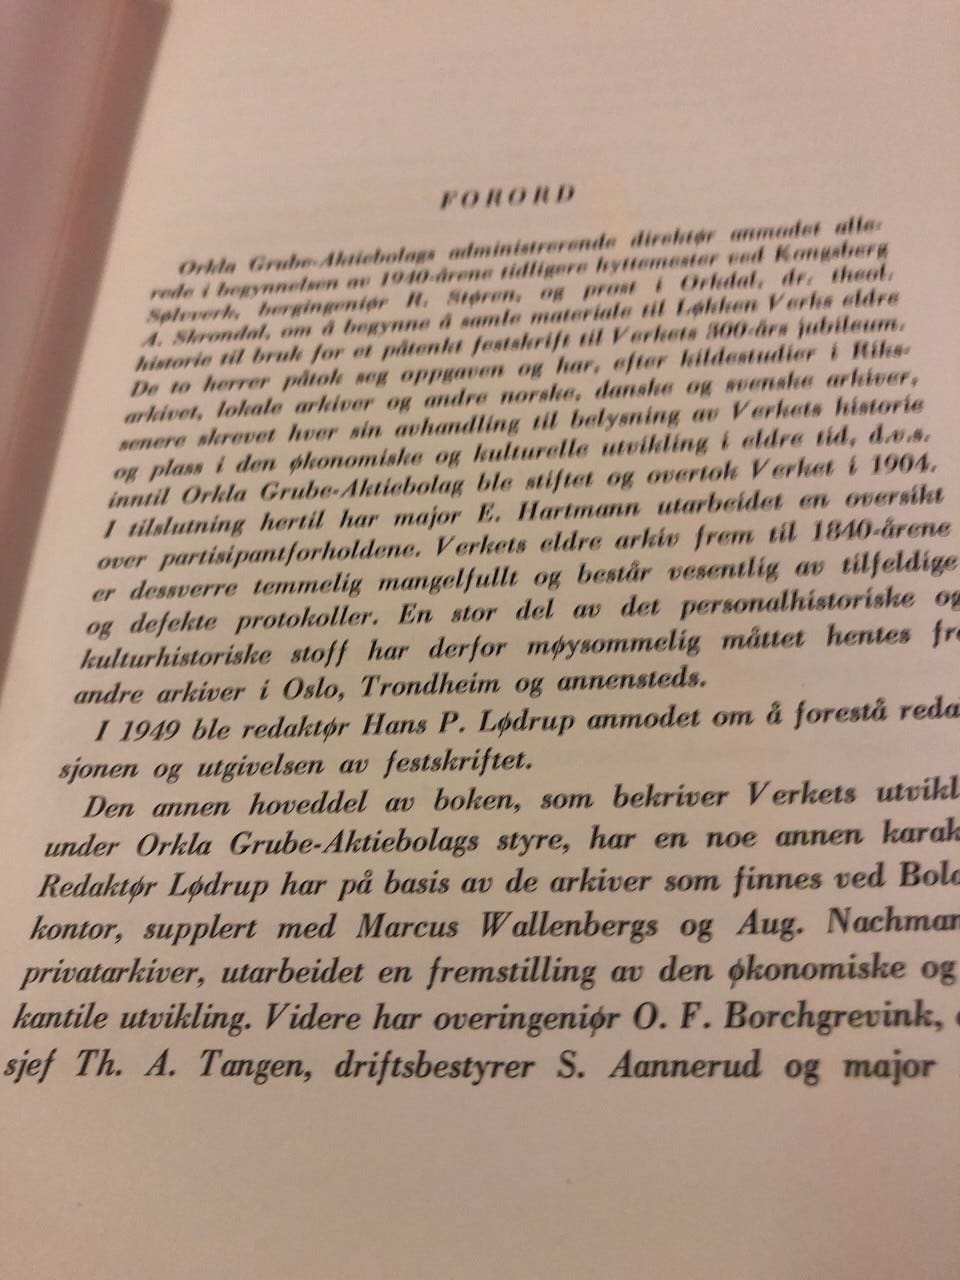 FORORD
Orkla Grube-Aktiebolags administrerende direktør anmodet alle-
rede i begynnelsen av 1940-årene tidligere hyttemester ved Kongsberg
Sølvverk, bergingeniør R. Støren, og prost i Orkdal, dr. theol.
A. Skrondal, om å begynne å samle materiale til Løkken Verks eldre
historie til bruk for et påtenkt festskrift til Verkets 300-års jubileum.
De to herrer påtok seg oppgaven og har, efter kildestudier i Riks-
arkivet, lokale arkiver og andre norske, danske og svenske arkiver,
senere skrevet hver sin avhandling til belysning av Verkets historie
og plass i den økonomiske og kulturelle utvikling i eldre tid, d.v.s.
inntil Orkla Grube-Aktiebolag ble stiftet og overtok Verket i 1904.
I tilslutning hertil har major E. Hartmann utarbeidet en oversikt
over partisipantforholdene. Verkets eldre arkiv frem til 1840-årene
er dessverre temmelig mangelfullt og består vesentlig av tilfeldige
og defekte protokoller. En stor del av det personalhistoriske og
kulturhistoriske stoff har derfor møysommelig måttet hentes fr
andre arkiver i Oslo, Trondheim og annensteds.
I 1949 ble redaktør Hans P. Lødrup anmodet om å forestå reda
sjonen og utgivelsen av festskriftet.
Den annen hoveddel av boken, som bekriver Verkets utvikl
under Orkla Grube-Aktiebolags styre, har en noe annen karak
Redaktør Lødrup har på basis av de arkiver som finnes ved Bola
kontor, supplert med Marcus Wallenbergs og Aug. Nachman
privatarkiver, utarbeidet en fremstilling av den økonomiske og
kantile utvikling. Videre har overingeniør O. F. Borchgrevink,
sjef Th. A. Tangen, driftsbestyrer S. Aannerud og major